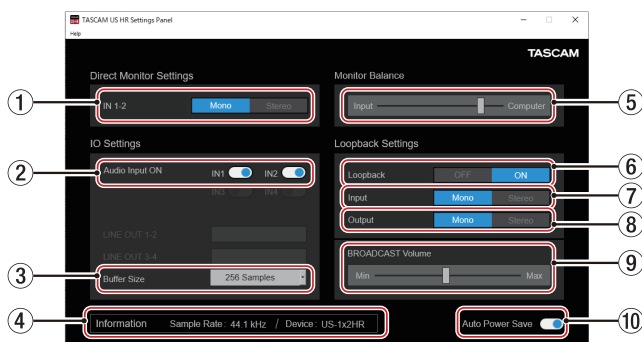 TASCAM US HR Settings Panel
Help
TASCAM
Direct Monitor Settings
Monitor Balance
1
IN 1-2 Mono Stereo
Input Computer
5
IO Settings
Loopback Settings
2
Audio Input ON IN1 IN2
IN3 IN4
Loopback OFF ON
6
Input Mono Stereo
7
Output Mono Stereo
8
LINE OUT 1-2
LINE OUT 3-4
3
Buffer Size 256 Samples
BROADCAST Volume
Min Max
9
4
Information Sample Rate : 44.1 kHz / Device : US-1x2HR
Auto Power Save
10